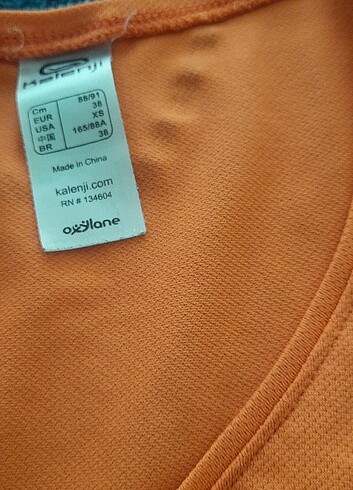 Kalenji
Cm 88/91
EUR 38
USA XS
中国 165/88A
BR 38
Made in China
kalenji.com
RN # 134604
oxylane